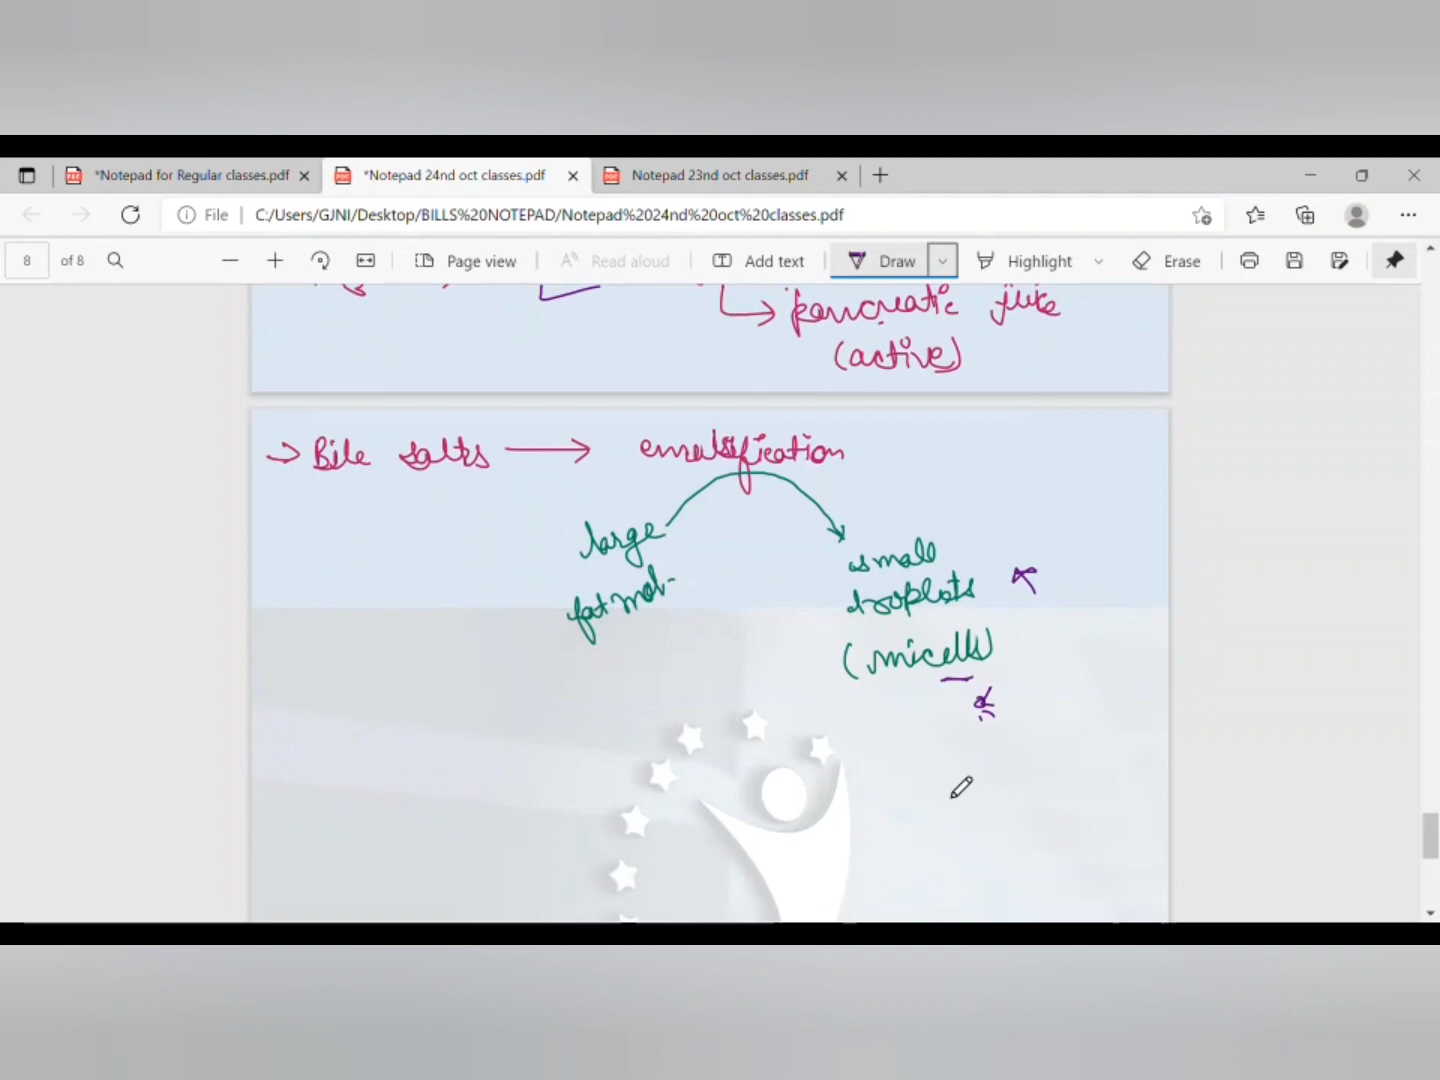 *Notepad for Regular classes.pdf
*Notepad 24nd oct classes.pdf
Notepad 23nd oct classes.pdf
File
C:/Users/GJNI/Desktop/BILLS%20NOTEPAD/Notepad%2024nd%20oct%20classes.pdf
8 of 8
Page view
Read aloud
Add text
Draw
Highlight
Erase
pancreatic juice
(active)
→ Bile salts → emulsification
large
fat mol-
small
droplets
(micells)